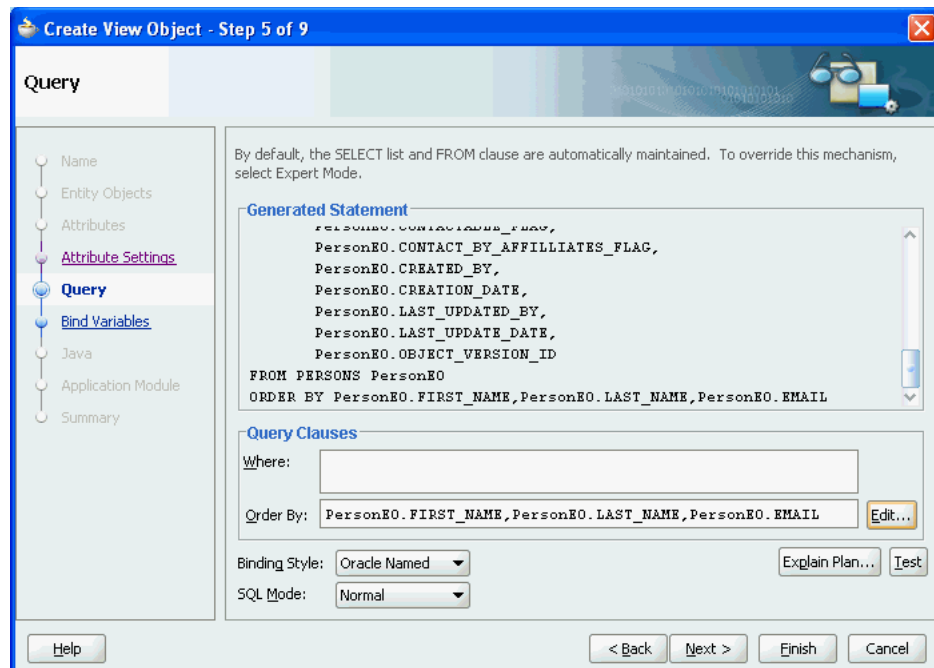 Create View Object - Step 5 of 9
Query
Name
Entity Objects
Attributes
Attribute Settings
Query
Bind Variables
Java
Application Module
Summary
By default, the SELECT list and FROM clause are automatically maintained. To override this mechanism,
select Expert Mode.
Generated Statement
PersonEO.CONTACTABLE_FLAG,
PersonEO.CONTACT_BY_AFFILLIATES_FLAG,
PersonEO.CREATED_BY,
PersonEO.CREATION_DATE,
PersonEO.LAST_UPDATED_BY,
PersonEO.LAST_UPDATE_DATE,
PersonEO.OBJECT_VERSION_ID
FROM PERSONS PersonEO
ORDER BY PersonEO.FIRST_NAME,PersonEO.LAST_NAME,PersonEO.EMAIL
Query Clauses
Where:
Order By: PersonEO.FIRST_NAME,PersonEO.LAST_NAME,PersonEO.EMAIL Edit...
Binding Style: Oracle Named Explain Plan... Test
SQL Mode: Normal
Help < Back Next > Finish Cancel